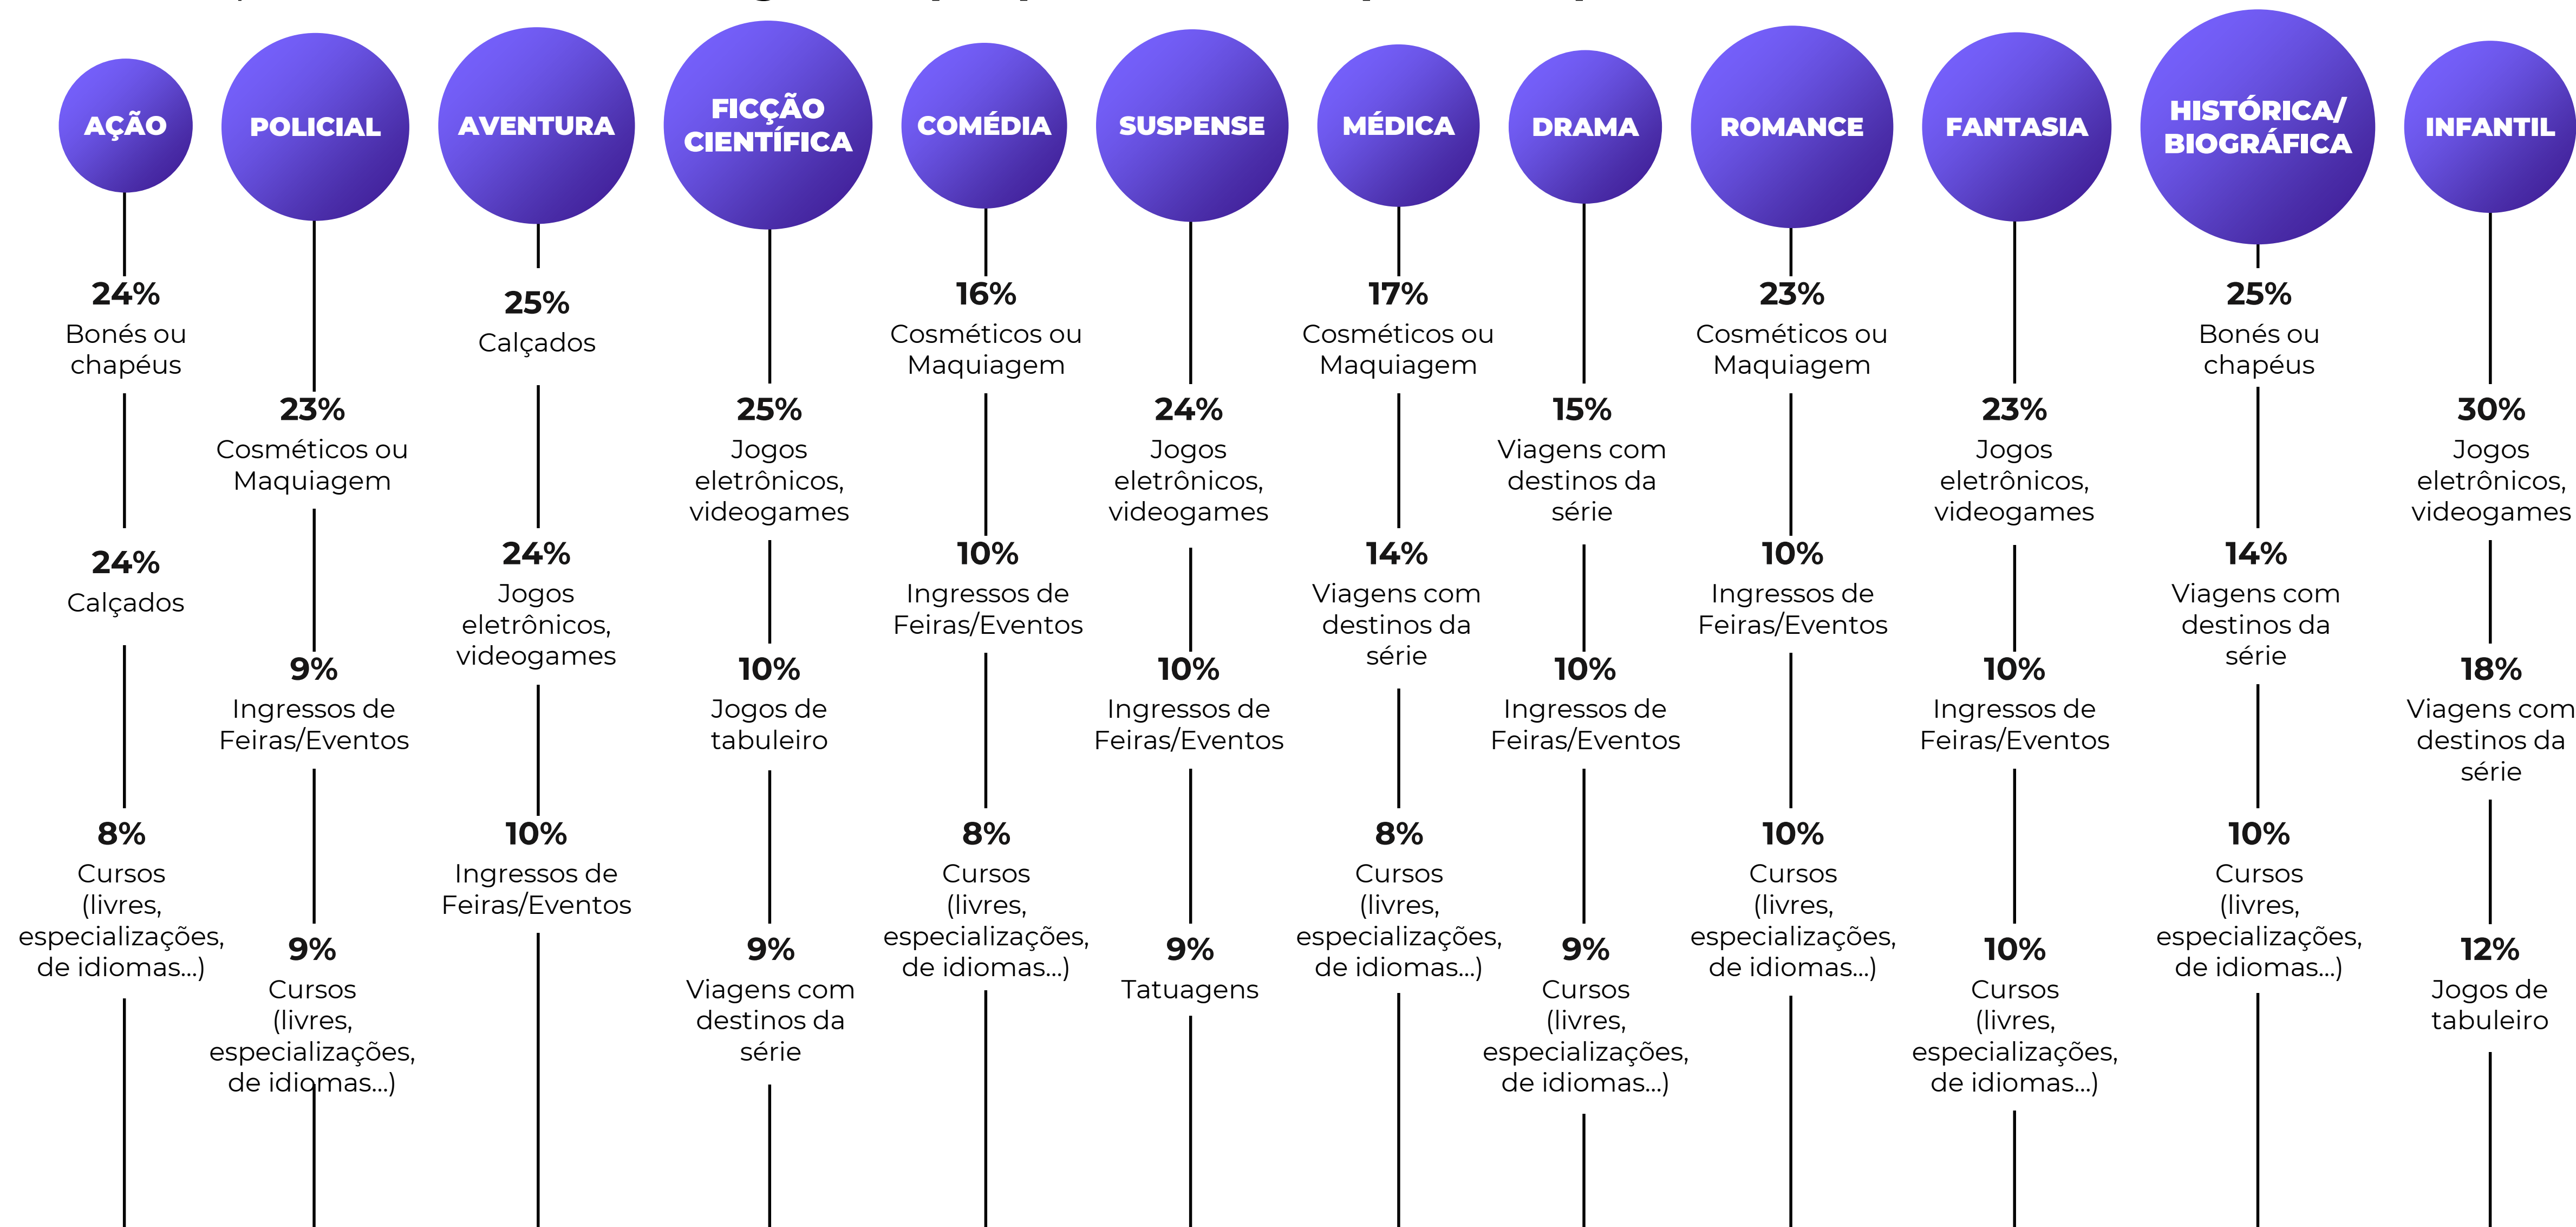 AÇÃO
24%
Bonés ou
chapéus
24%
Calçados
8%
Cursos
(livres,
especializações,
de idiomas...)
POLICIAL
23%
Cosméticos ou
Maquiagem
9%
Ingressos de
Feiras/Eventos
9%
Cursos
(livres,
especializações,
de idiomas...)
AVENTURA
25%
Calçados
24%
Jogos
eletrônicos,
videogames
10%
Ingressos de
Feiras/Eventos
FICÇÃO
CIENTÍFICA
25%
Jogos
eletrônicos,
videogames
10%
Jogos de
tabuleiro
9%
Viagens com
destinos da
série
COMÉDIA
16%
Cosméticos ou
Maquiagem
10%
Ingressos de
Feiras/Eventos
8%
Cursos
(livres,
especializações,
de idiomas...)
SUSPENSE
24%
Jogos
eletrônicos,
videogames
10%
Ingressos de
Feiras/Eventos
9%
Tatuagens
MÉDICA
17%
Cosméticos ou
Maquiagem
14%
Viagens com
destinos da
série
8%
Cursos
(livres,
especializações,
de idiomas...)
DRAMA
15%
Viagens com
destinos da
série
10%
Ingressos de
Feiras/Eventos
9%
Cursos
(livres,
especializações,
de idiomas...)
ROMANCE
23%
Cosméticos ou
Maquiagem
10%
Ingressos de
Feiras/Eventos
10%
Cursos
(livres,
especializações,
de idiomas...)
FANTASIA
23%
Jogos
eletrônicos,
videogames
10%
Ingressos de
Feiras/Eventos
10%
Cursos
(livres,
especializações,
de idiomas...)
HISTÓRICA/
BIOGRÁFICA
25%
Bonés ou
chapéus
14%
Viagens com
destinos da
série
10%
Cursos
(livres,
especializações,
de idiomas...)
INFANTIL
30%
Jogos
eletrônicos,
videogames
18%
Viagens com
destinos da
série
12%
Jogos de
tabuleiro